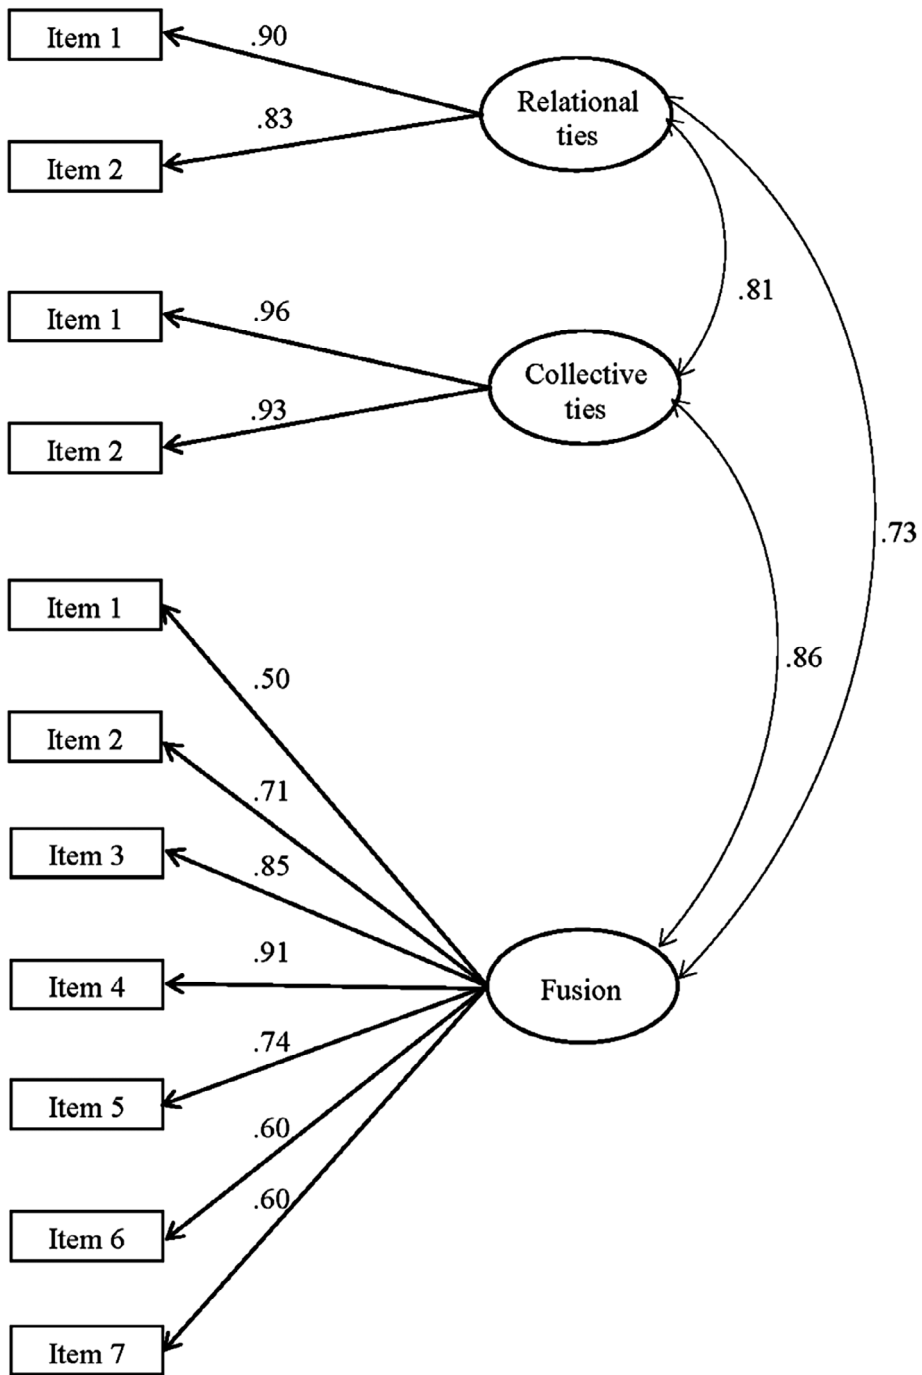 Item 1
.90
Relational
ties
.83
Item 2
Item 1
.96
.81
Collective
ties
.93
Item 2
.73
Item 1
.50
.86
Item 2
.71
Item 3
.85
.91
Item 4
Fusion
.74
Item 5
.60
.60
Item 6
Item 7